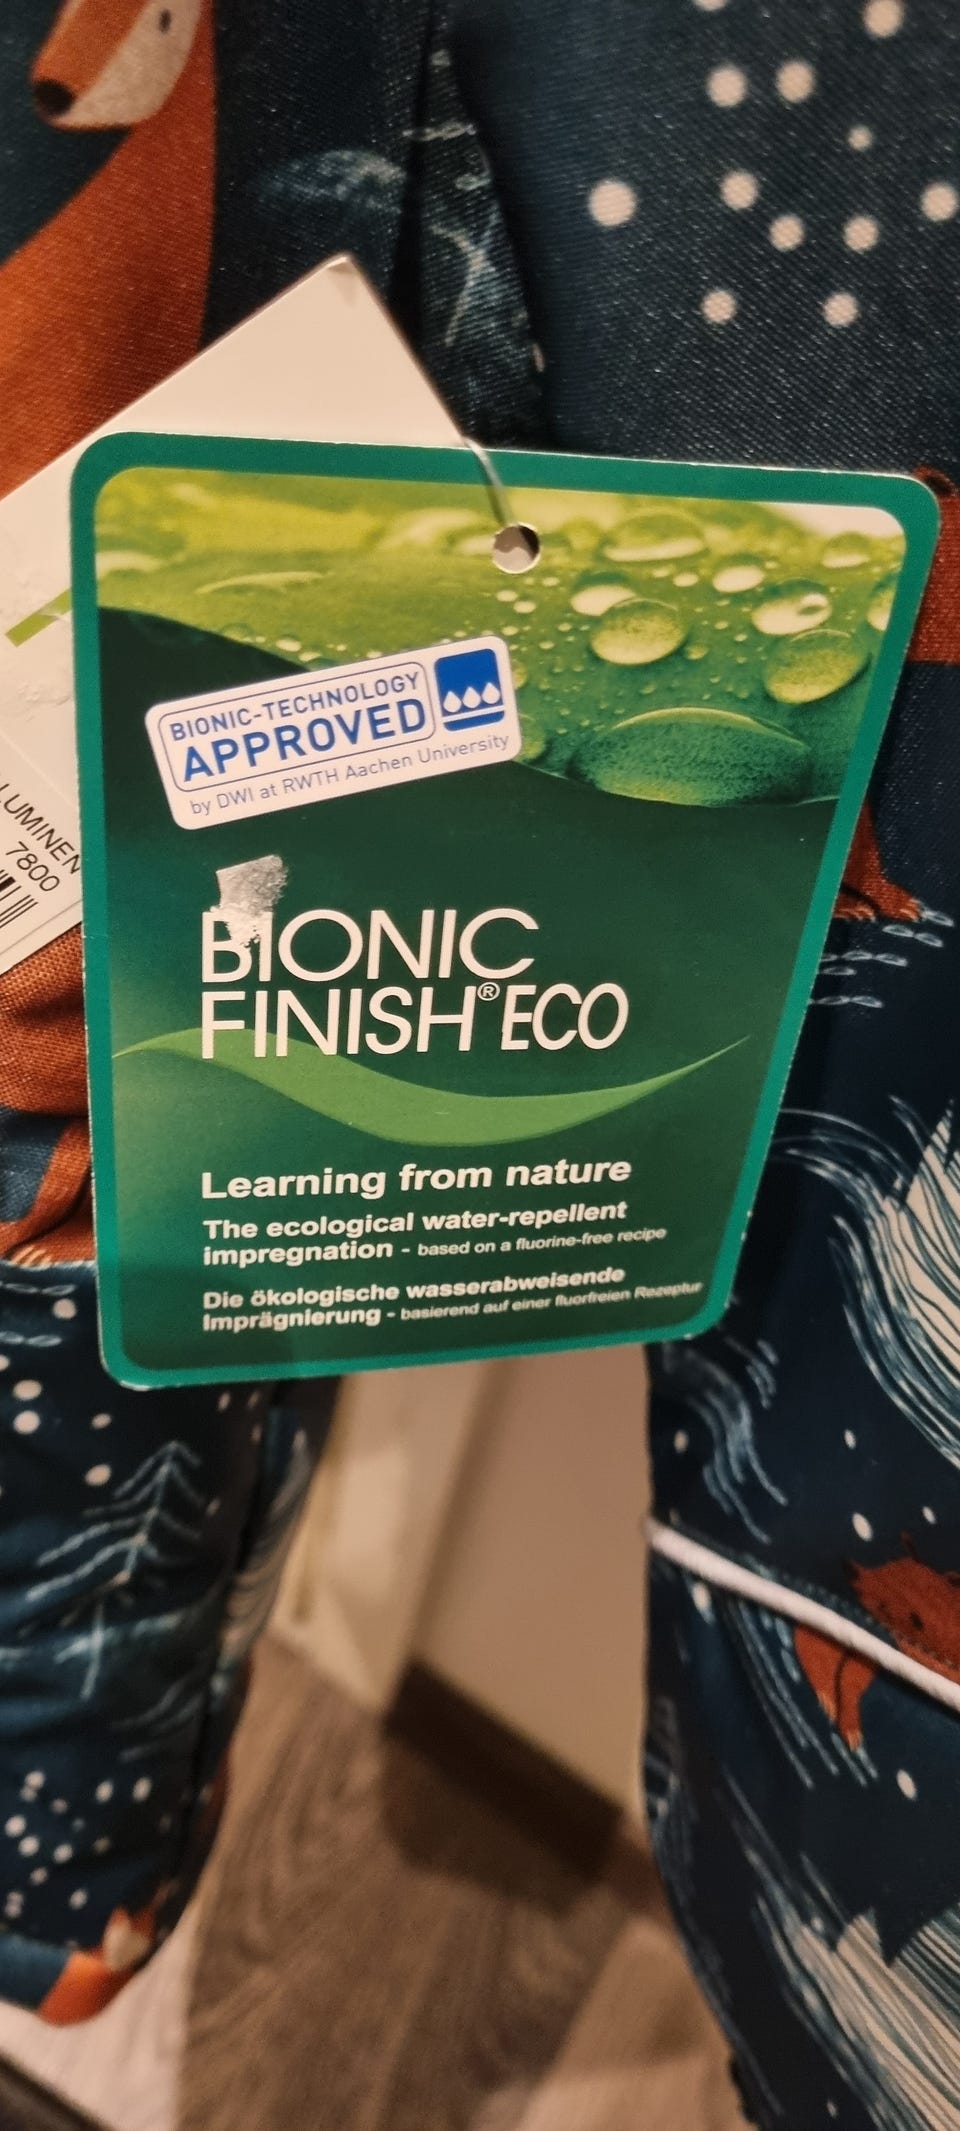 BIONIC-TECHNOLOGY
APPROVED
by DWI at RWTH Aachen University
LUMINEN
7800
BIONIC
FINISH® ECO
Learning from nature
The ecological water-repellent
impregnation - based on a fluorine-free recipe
Die ökologische wasserabweisende
Imprägnierung - basierend auf einer fluorfreien Rezeptur